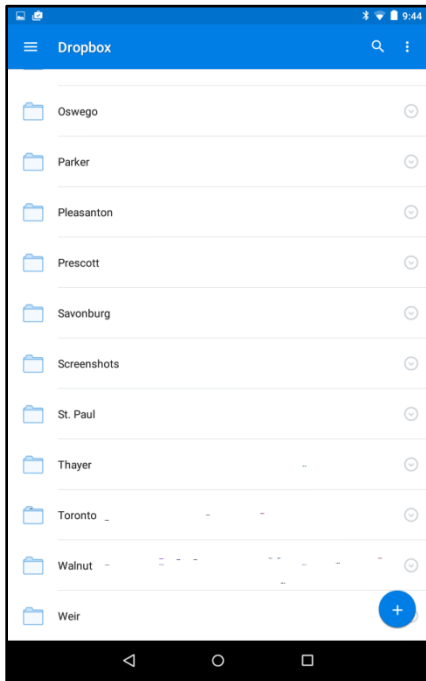 9:44
Dropbox
Oswego
Parker
Pleasanton
Prescott
Savonburg
Screenshots
St. Paul
Thayer
Toronto
Walnut
Weir